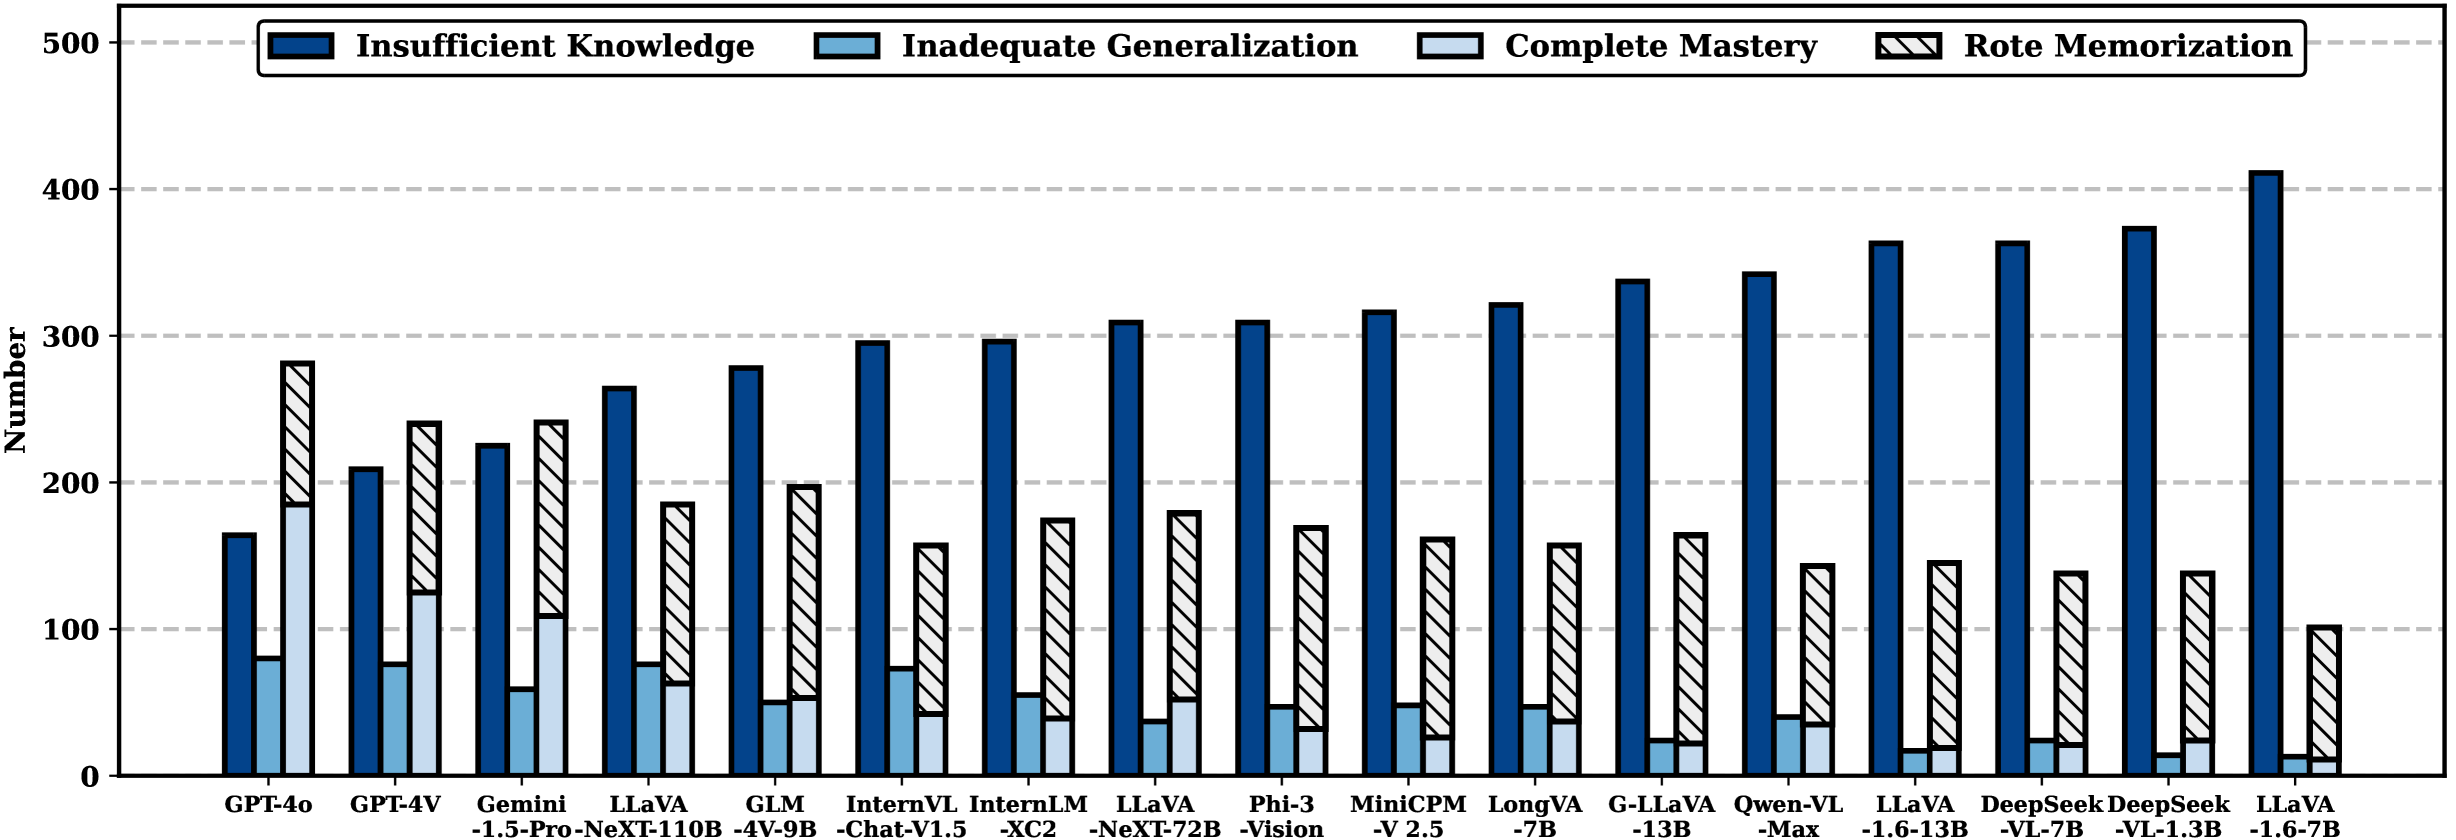 Insufficient Knowledge Inadequate Generalization Complete Mastery Rote Memorization
Number
500
400
300
200
100
0
GPT-4o GPT-4V Gemini LLaVA GLM InternVL InternLM LLaVA Phi-3 MiniCPM LongVA G-LLaVA Qwen-VL LLaVA DeepSeek DeepSeek LLaVA
-1.5-Pro -NeXT-110B -4V-9B -Chat-V1.5 -XC2 -NeXT-72B -Vision -V 2.5 -7B -13B -Max -1.6-13B -VL-7B -VL-1.3B -1.6-7B